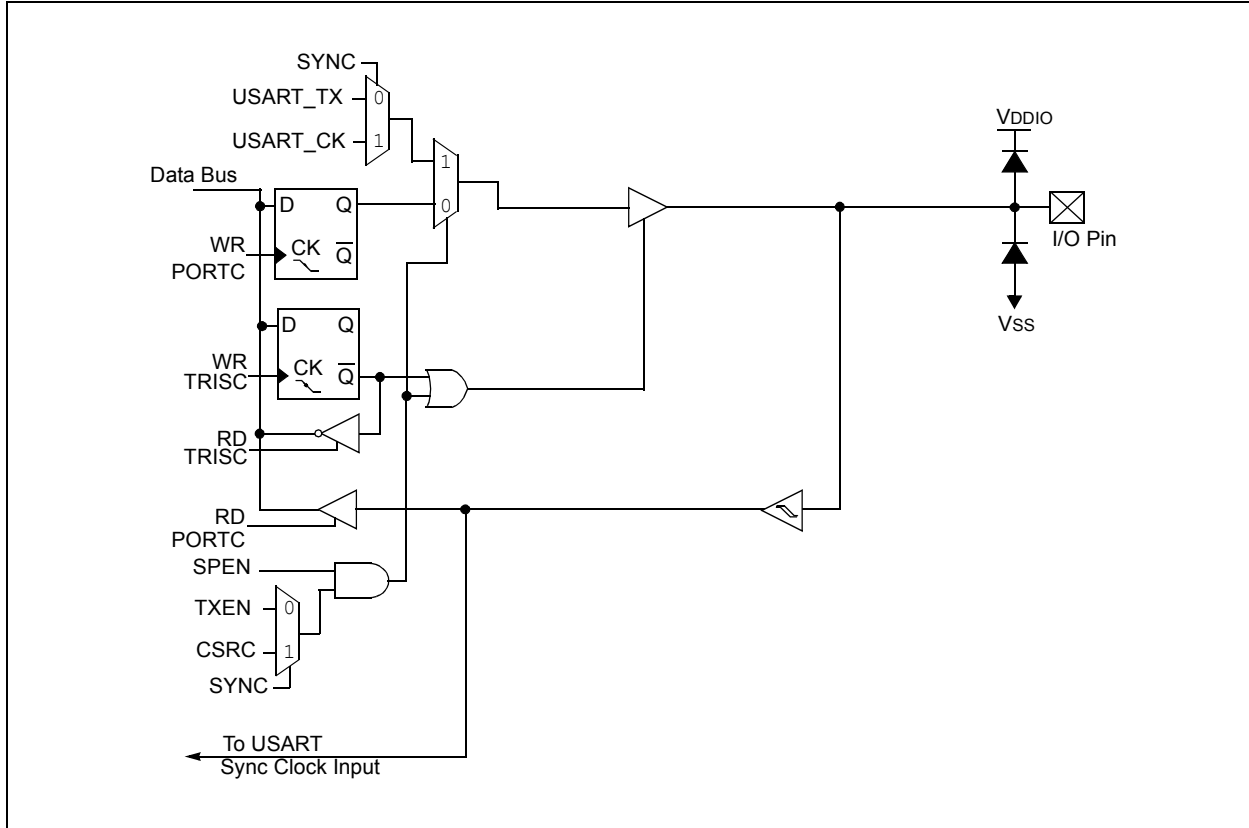 SYNC
USART_TX
0
USART_CK
1
VDDIO
1
Data Bus
D
Q
0
I/O Pin
WR
PORTC
CK
Q̅
VSS
D
Q
WR
TRISC
CK
Q̅
RD
TRISC
RD
PORTC
SPEN
TXEN
0
CSRC
1
SYNC
To USART
Sync Clock Input